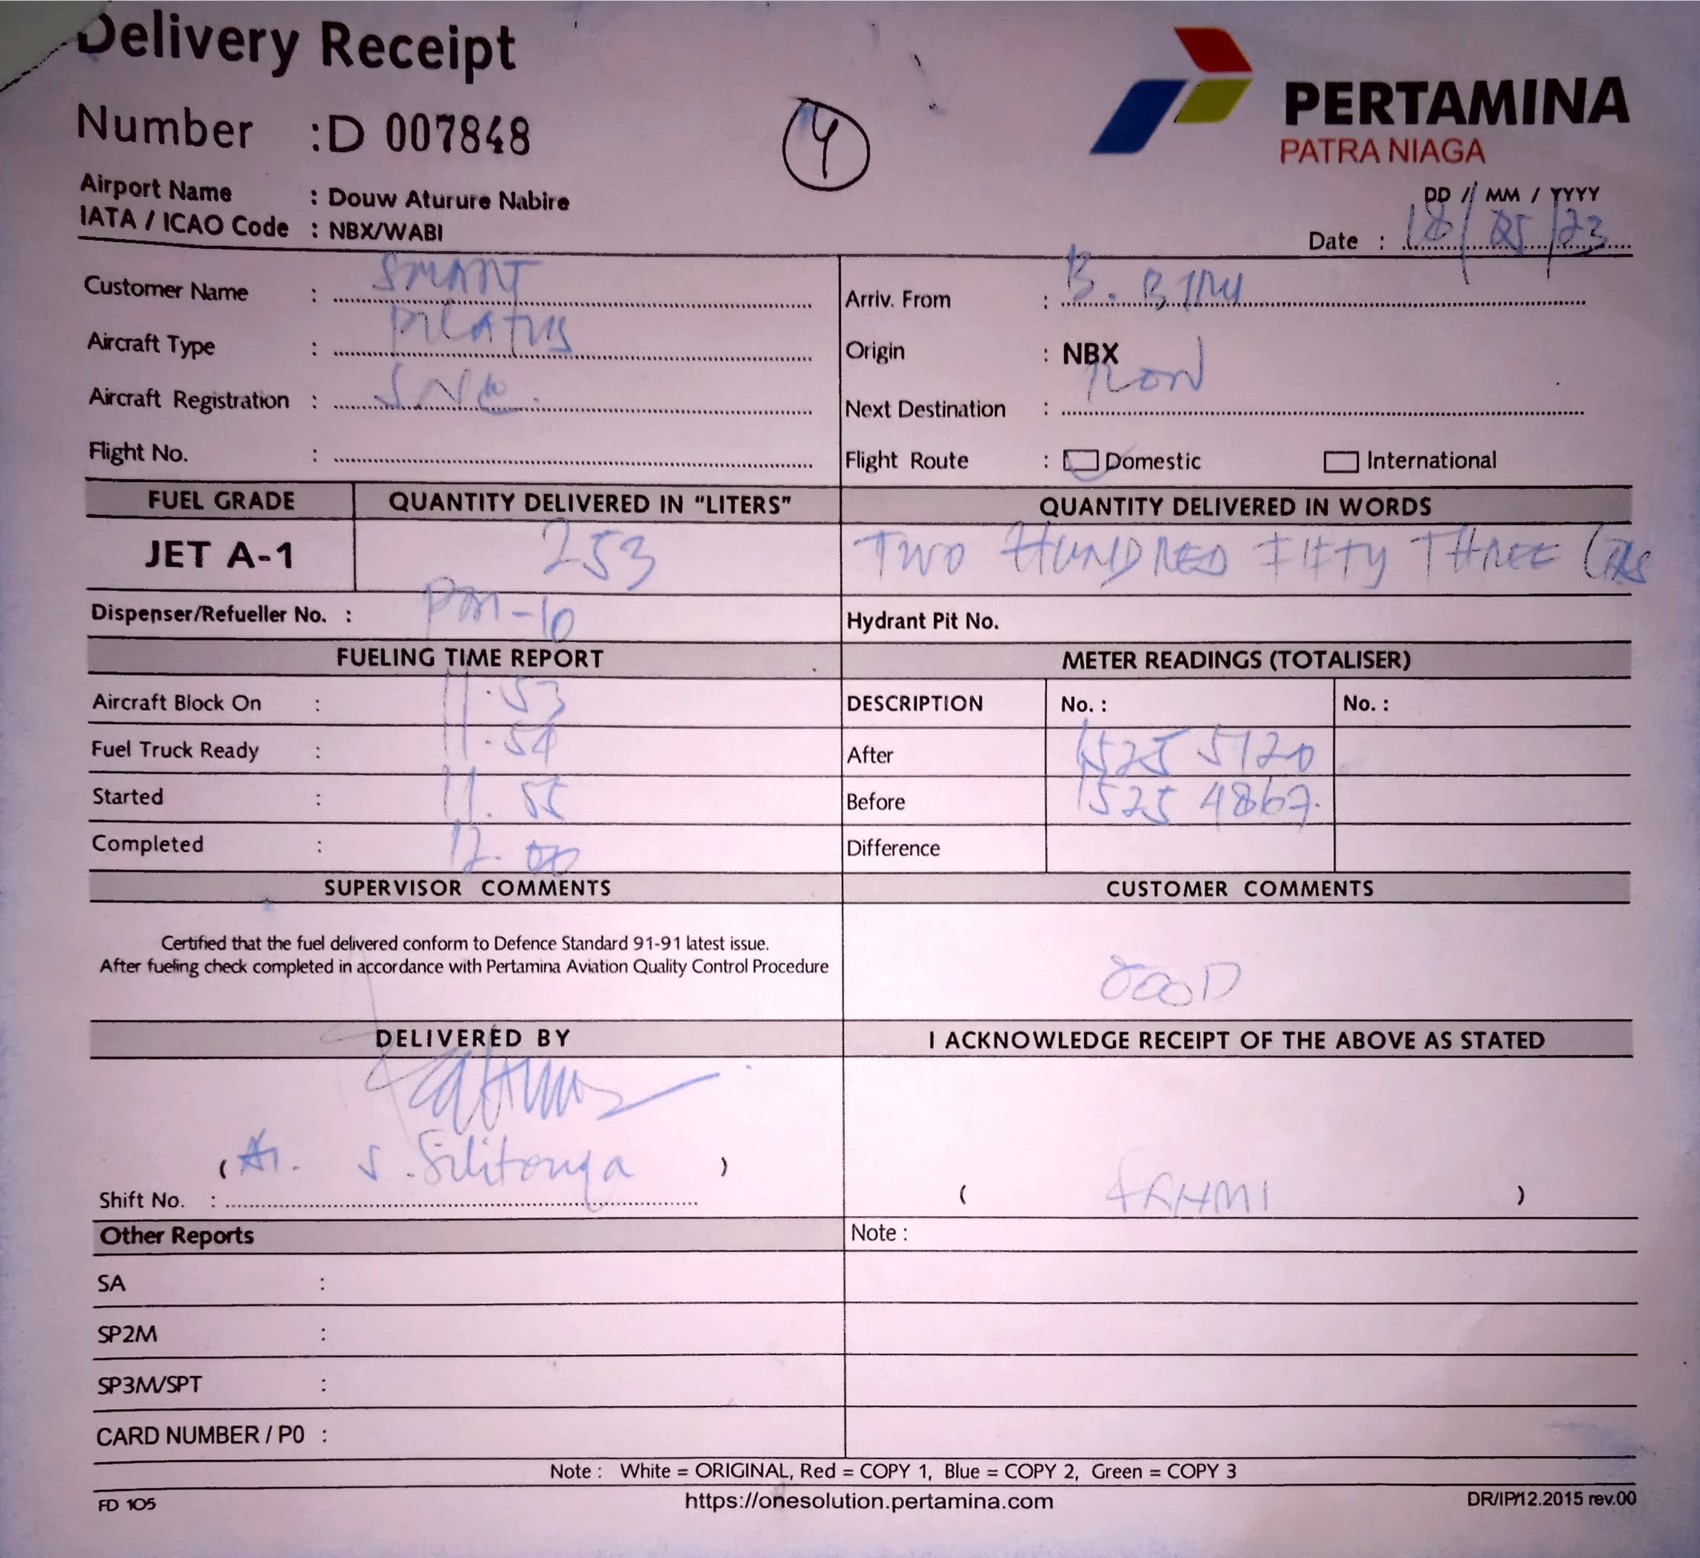 Delivery Receipt
Number : D 007848
4
PERTAMINA
PATRA NIAGA
Airport Name : Douw Aturure Nabire
IATA / ICAO Code : NBX/WABI
DD / MM / YYYY
Date : 18/05/23
Customer Name : SMART
Arriv. From : B. BIRU
Aircraft Type : PILATUS
Origin : NBX
Aircraft Registration : SNC
Next Destination :
Flight No. :
Flight Route : Domestic International
FUEL GRADE QUANTITY DELIVERED IN "LITERS" QUANTITY DELIVERED IN WORDS
JET A-1 253 TWO HUNDRED FIFTY THREE
Dispenser/Refueller No. : -10 Hydrant Pit No.
FUELING TIME REPORT METER READINGS (TOTALISER)
Aircraft Block On : 11.53 DESCRIPTION No. : No. :
Fuel Truck Ready : 11.54 After 15255120
Started : 11.55 Before 15254867.
Completed : 12.00 Difference
SUPERVISOR COMMENTS CUSTOMER COMMENTS
Certified that the fuel delivered conform to Defence Standard 91-91 latest issue.
After fueling check completed in accordance with Pertamina Aviation Quality Control Procedure
GOOD
DELIVERED BY I ACKNOWLEDGE RECEIPT OF THE ABOVE AS STATED
( S. Silitonga )
Shift No. :
( FAHMI )
Other Reports Note :
SA :
SP2M :
SP3M/SPT :
CARD NUMBER / P0 :
Note : White = ORIGINAL, Red = COPY 1, Blue = COPY 2, Green = COPY 3
FD 105 https://onesolution.pertamina.com DR/IP/12.2015 rev.00